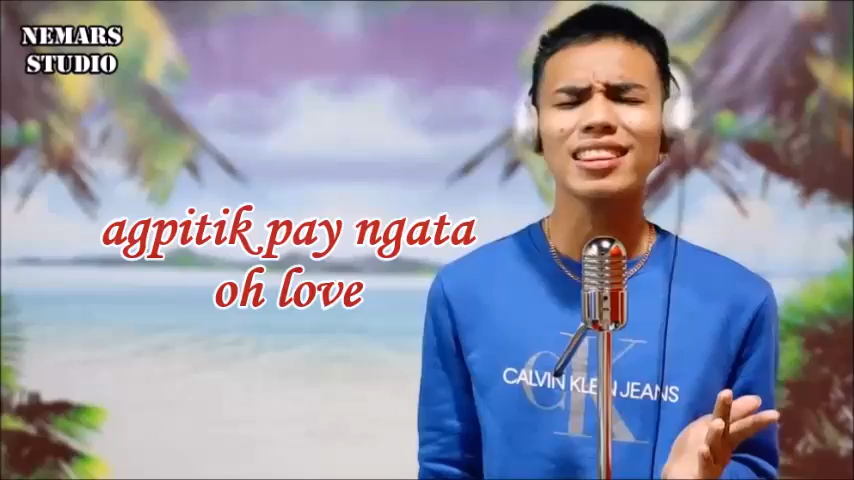 NEMARS
STUDIO
agpitik pay ngata
oh love
CALVIN KLEIN JEANS